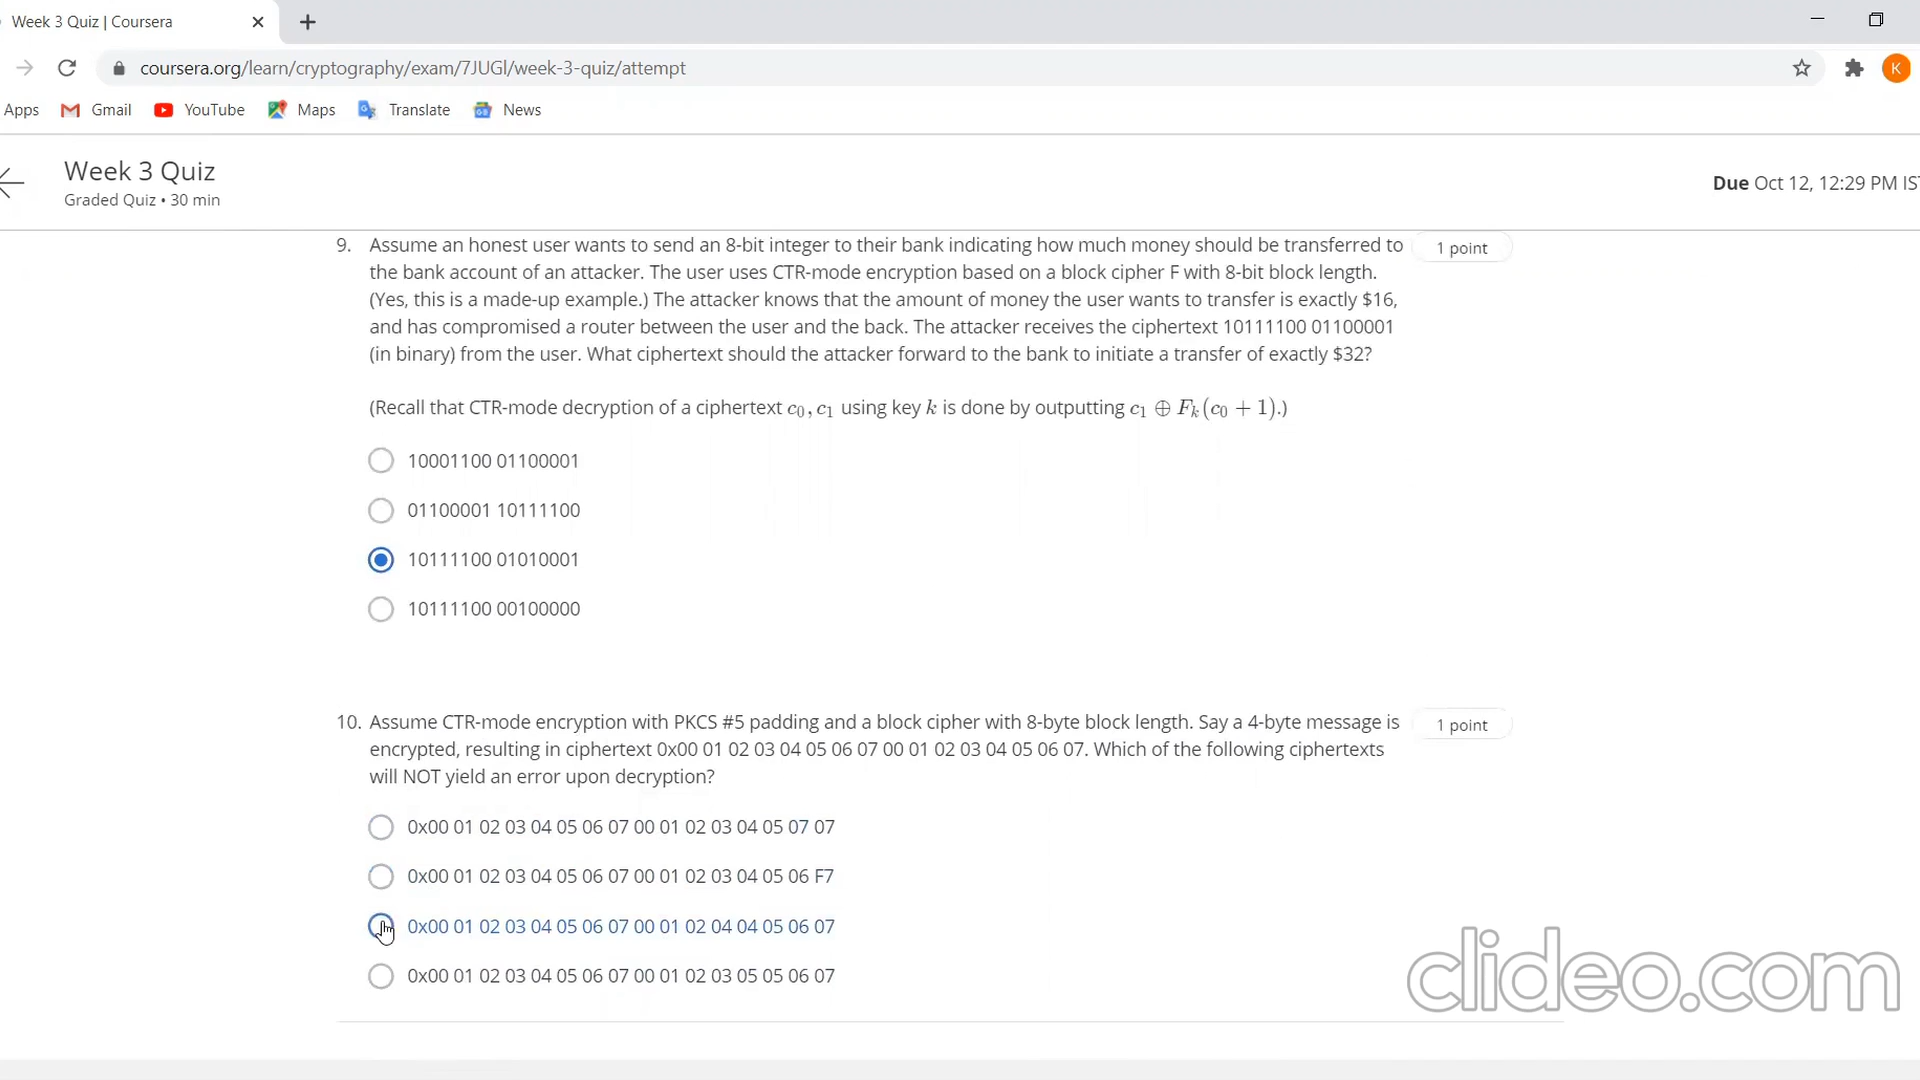 Week 3 Quiz | Coursera
coursera.org/learn/cryptography/exam/7JUGl/week-3-quiz/attempt
K
Apps Gmail YouTube Maps Translate News
Week 3 Quiz
Graded Quiz • 30 min
Due Oct 12, 12:29 PM IST
9. Assume an honest user wants to send an 8-bit integer to their bank indicating how much money should be transferred to 1 point
the bank account of an attacker. The user uses CTR-mode encryption based on a block cipher F with 8-bit block length.
(Yes, this is a made-up example.) The attacker knows that the amount of money the user wants to transfer is exactly $16,
and has compromised a router between the user and the back. The attacker receives the ciphertext 10111100 01100001
(in binary) from the user. What ciphertext should the attacker forward to the bank to initiate a transfer of exactly $32?
(Recall that CTR-mode decryption of a ciphertext c₀, c₁ using key k is done by outputting c₁ ⊕ Fₖ(c₀ + 1).)
10001100 01100001
01100001 10111100
10111100 01010001
10111100 00100000
10. Assume CTR-mode encryption with PKCS #5 padding and a block cipher with 8-byte block length. Say a 4-byte message is 1 point
encrypted, resulting in ciphertext 0x00 01 02 03 04 05 06 07 00 01 02 03 04 05 06 07. Which of the following ciphertexts
will NOT yield an error upon decryption?
0x00 01 02 03 04 05 06 07 00 01 02 03 04 05 07 07
0x00 01 02 03 04 05 06 07 00 01 02 03 04 05 06 F7
0x00 01 02 03 04 05 06 07 00 01 02 04 04 05 06 07
0x00 01 02 03 04 05 06 07 00 01 02 03 05 05 06 07
clideo.com